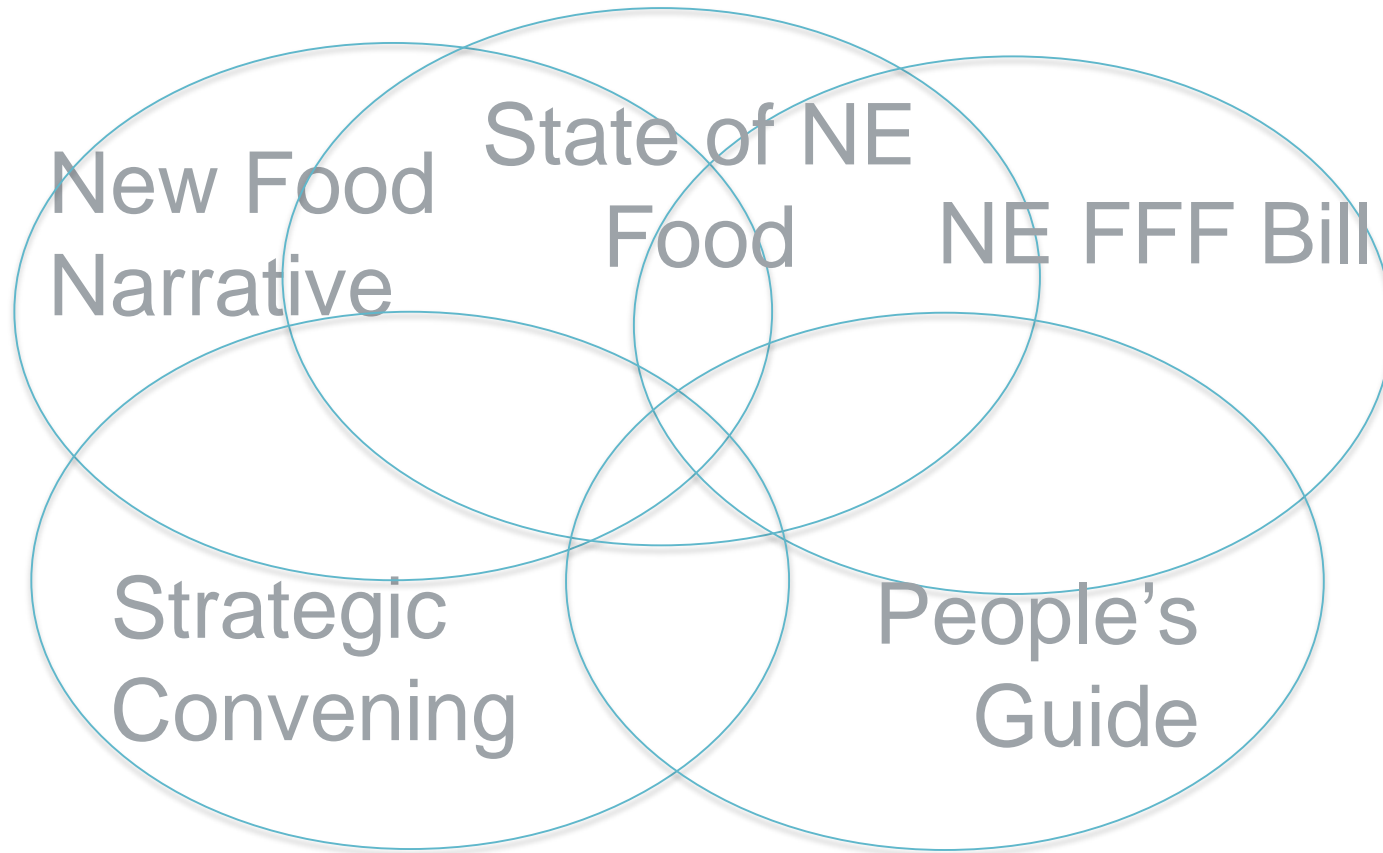 New Food
Narrative
State of NE
Food
NE FFF Bill
Strategic
Convening
People’s
Guide